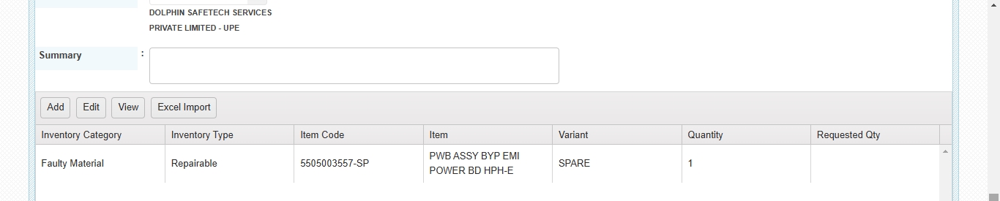 DOLPHIN SAFETECH SERVICES
PRIVATE LIMITED - UPE
Summary :
Add Edit View Excel Import
Inventory Category Inventory Type Item Code Item Variant Quantity Requested Qty
Faulty Material Repairable 5505003557-SP PWB ASSY BYP EMI SPARE 1
POWER BD HPH-E